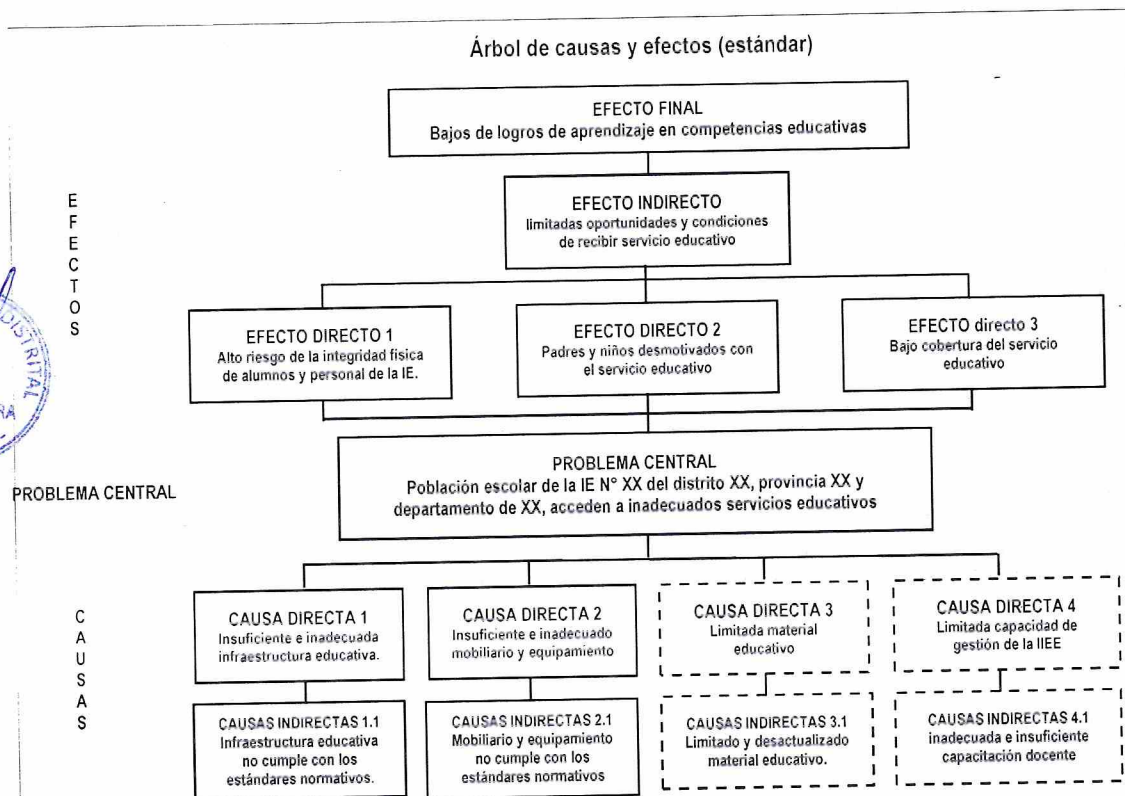 Árbol de causas y efectos (estándar)
EFECTO FINAL
Bajos de logros de aprendizaje en competencias educativas
EFECTO INDIRECTO
limitadas oportunidades y condiciones
de recibir servicio educativo
EFECTOS
EFECTO DIRECTO 1
Alto riesgo de la integridad física
de alumnos y personal de la IE.
EFECTO DIRECTO 2
Padres y niños desmotivados con
el servicio educativo
EFECTO directo 3
Bajo cobertura del servicio
educativo
DISTRITAL
PROBLEMA CENTRAL
PROBLEMA CENTRAL
Población escolar de la IE N° XX del distrito XX, provincia XX y
departamento de XX, acceden a inadecuados servicios educativos
CAUSAS
CAUSA DIRECTA 1
Insuficiente e inadecuada
infraestructura educativa.
CAUSA DIRECTA 2
Insuficiente e inadecuado
mobiliario y equipamiento
CAUSA DIRECTA 3
Limitada material
educativo
CAUSA DIRECTA 4
Limitada capacidad de
gestión de la IIEE
CAUSAS INDIRECTAS 1.1
Infraestructura educativa
no cumple con los
estándares normativos.
CAUSAS INDIRECTAS 2.1
Mobiliario y equipamiento
no cumple con los
estándares normativos
CAUSAS INDIRECTAS 3.1
Limitado y desactualizado
material educativo.
CAUSAS INDIRECTAS 4.1
inadecuada e insuficiente
capacitación docente